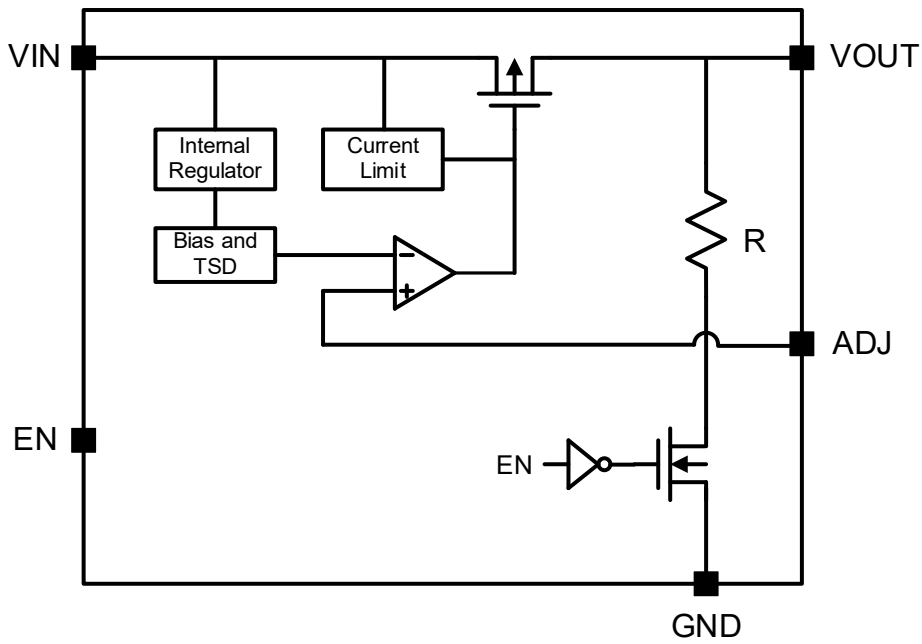 VIN
VOUT
Internal
Regulator
Current
Limit
Bias and
TSD
−
+
R
ADJ
EN
EN
GND